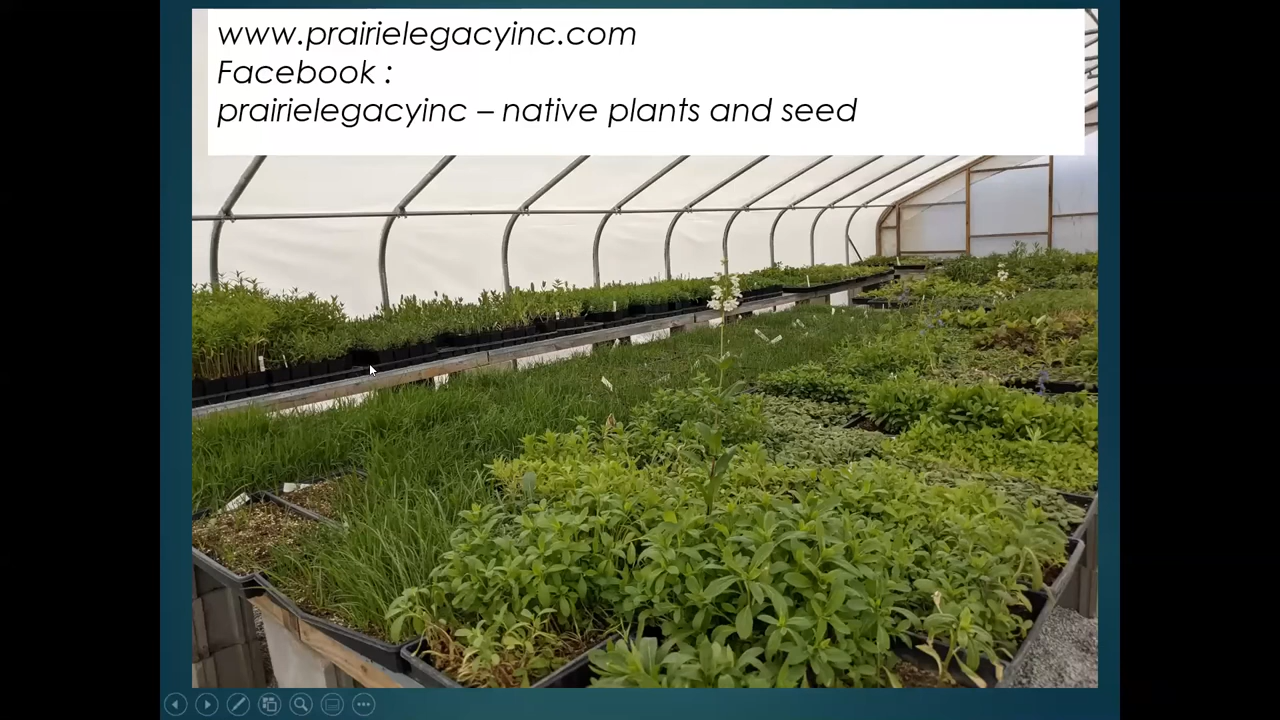 www.prairielegacyinc.com
Facebook :
prairielegacyinc – native plants and seed